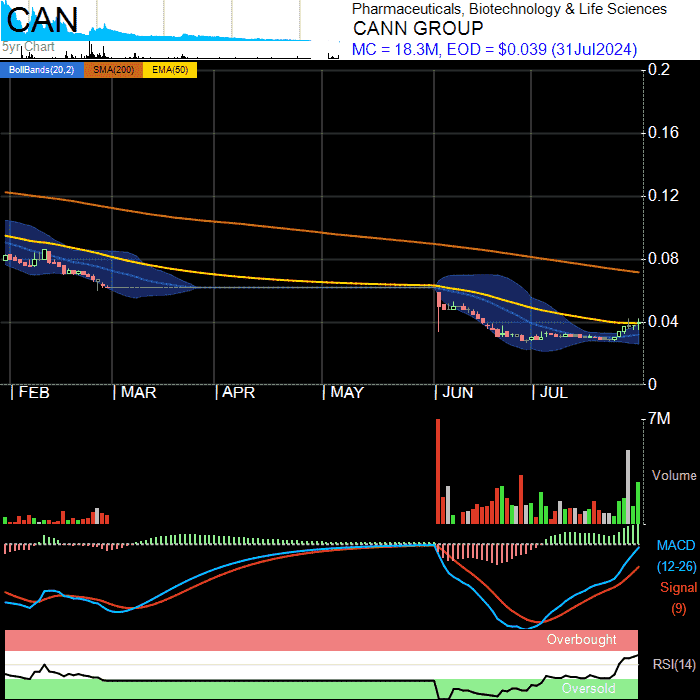 CAN
5yr Chart
Pharmaceuticals, Biotechnology & Life Sciences
CANN GROUP
MC = 18.3M, EOD = $0.039 (31Jul2024)
BollBands(20,2) SMA(200) EMA(50)
0.2
0.16
0.12
0.08
0.04
0
FEB MAR APR MAY JUN JUL
7M
Volume
MACD
(12-26)
Signal
(9)
Overbought
RSI(14)
Oversold